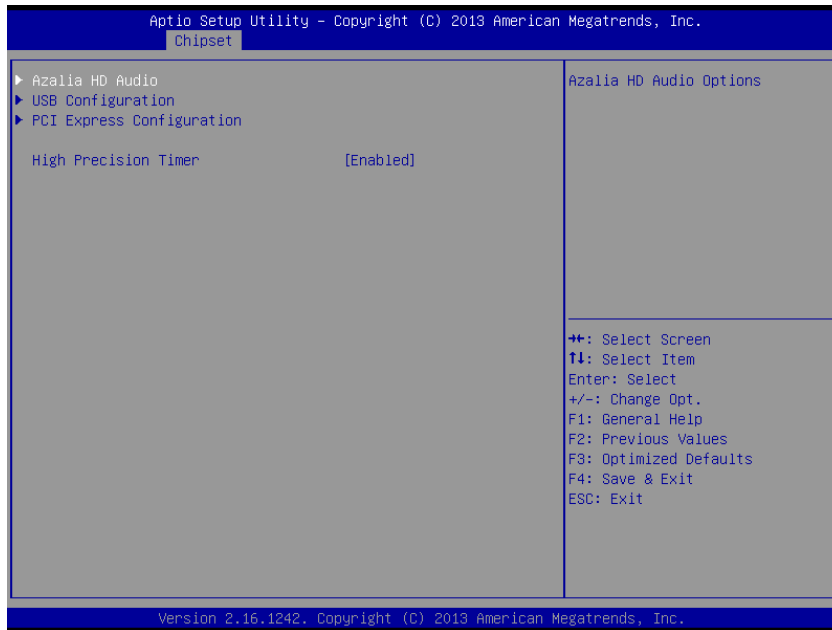 Aptio Setup Utility – Copyright (C) 2013 American Megatrends, Inc.
Chipset
Azalia HD Audio
USB Configuration
PCI Express Configuration
High Precision Timer [Enabled]
Azalia HD Audio Options
→←: Select Screen
↑↓: Select Item
Enter: Select
+/-: Change Opt.
F1: General Help
F2: Previous Values
F3: Optimized Defaults
F4: Save & Exit
ESC: Exit
Version 2.16.1242. Copyright (C) 2013 American Megatrends, Inc.